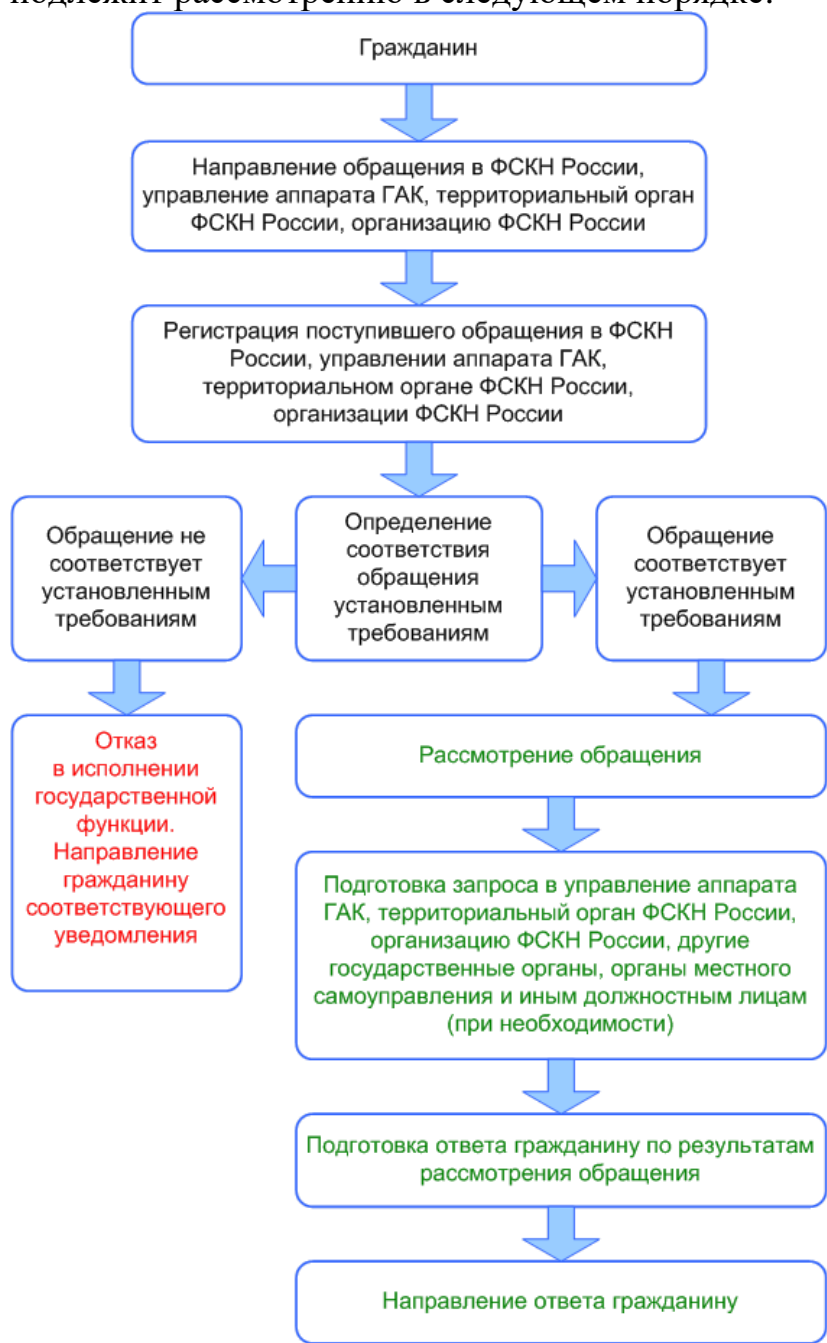 подлежит рассмотрению в следующем порядке:
Гражданин
Направление обращения в ФСКН России,
управление аппарата ГАК, территориальный орган
ФСКН России, организацию ФСКН России
Регистрация поступившего обращения в ФСКН
России, управлении аппарата ГАК,
территориальном органе ФСКН России,
организации ФСКН России
Обращение не
соответствует
установленным
требованиям
Определение
соответствия
обращения
установленным
требованиям
Обращение
соответствует
установленным
требованиям
Отказ
в исполнении
государственной
функции.
Направление
гражданину
соответствующего
уведомления
Рассмотрение обращения
Подготовка запроса в управление аппарата
ГАК, территориальный орган ФСКН России,
организацию ФСКН России, другие
государственные органы, органы местного
самоуправления и иным должностным лицам
(при необходимости)
Подготовка ответа гражданину по результатам
рассмотрения обращения
Направление ответа гражданину